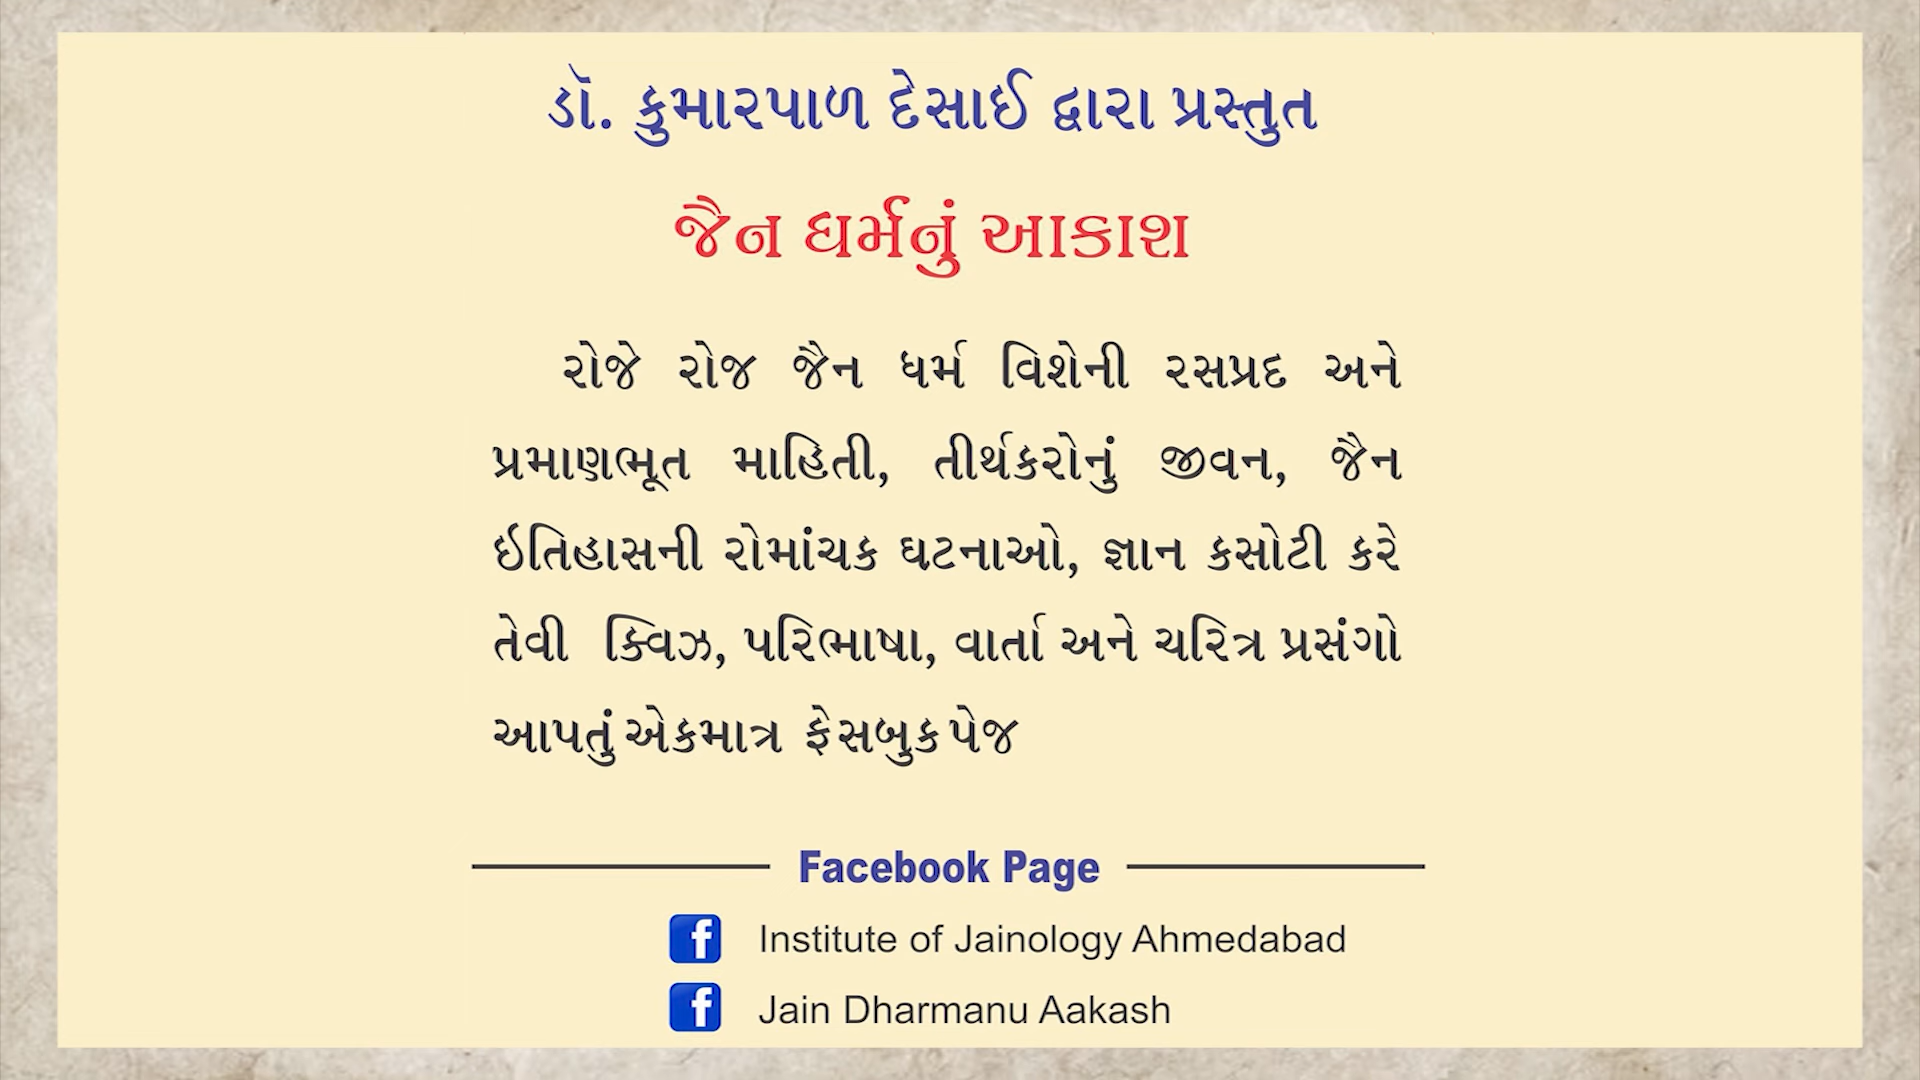 ડૉ. કુમારપાળ દેસાઈ દ્વારા પ્રસ્તુત
જૈન ધર્મનું આકાશ
રોજે રોજ જૈન ધર્મ વિશેની રસપ્રદ અને
પ્રમાણભૂત માહિતી, તીર્થકરોનું જીવન, જૈન
ઇતિહાસની રોમાંચક ઘટનાઓ, જ્ઞાન કસોટી કરે
તેવી ક્વિઝ, પરિભાષા, વાર્તા અને ચરિત્ર પ્રસંગો
આપતું એકમાત્ર ફેસબુક પેજ
Facebook Page
Institute of Jainology Ahmedabad
Jain Dharmanu Aakash